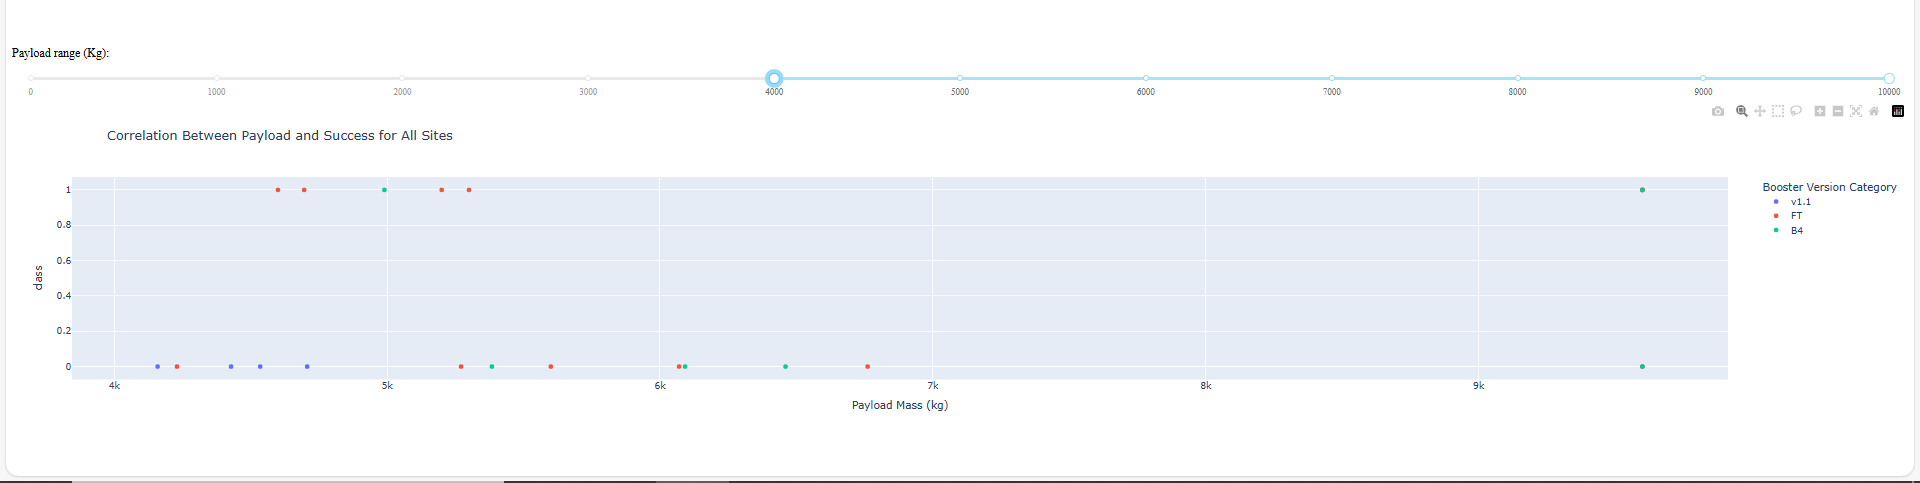 Payload range (Kg):
0 1000 2000 3000 4000 5000 6000 7000 8000 9000 10000
Correlation Between Payload and Success for All Sites
1
0.8
0.6
0.4
0.2
0
class
4k 5k 6k 7k 8k 9k
Payload Mass (kg)
Booster Version Category
v1.1
FT
B4